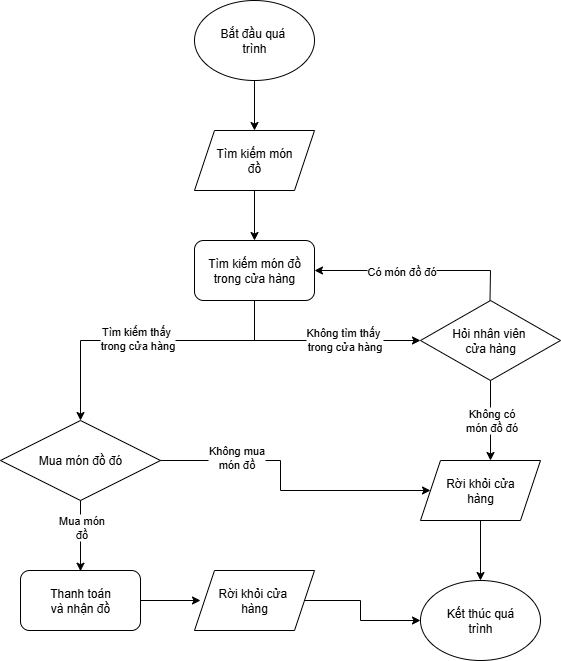 Bắt đầu quá
trình
Tìm kiếm món
đồ
Tìm kiếm món đồ
trong cửa hàng
Có món đồ đó
Tìm kiếm thấy
trong cửa hàng
Không tìm thấy
trong cửa hàng
Hỏi nhân viên
cửa hàng
Không có
món đồ đó
Mua món đồ đó
Không mua
món đồ
Rời khỏi cửa
hàng
Mua món
đồ
Thanh toán
và nhận đồ
Rời khỏi cửa
hàng
Kết thúc quá
trình